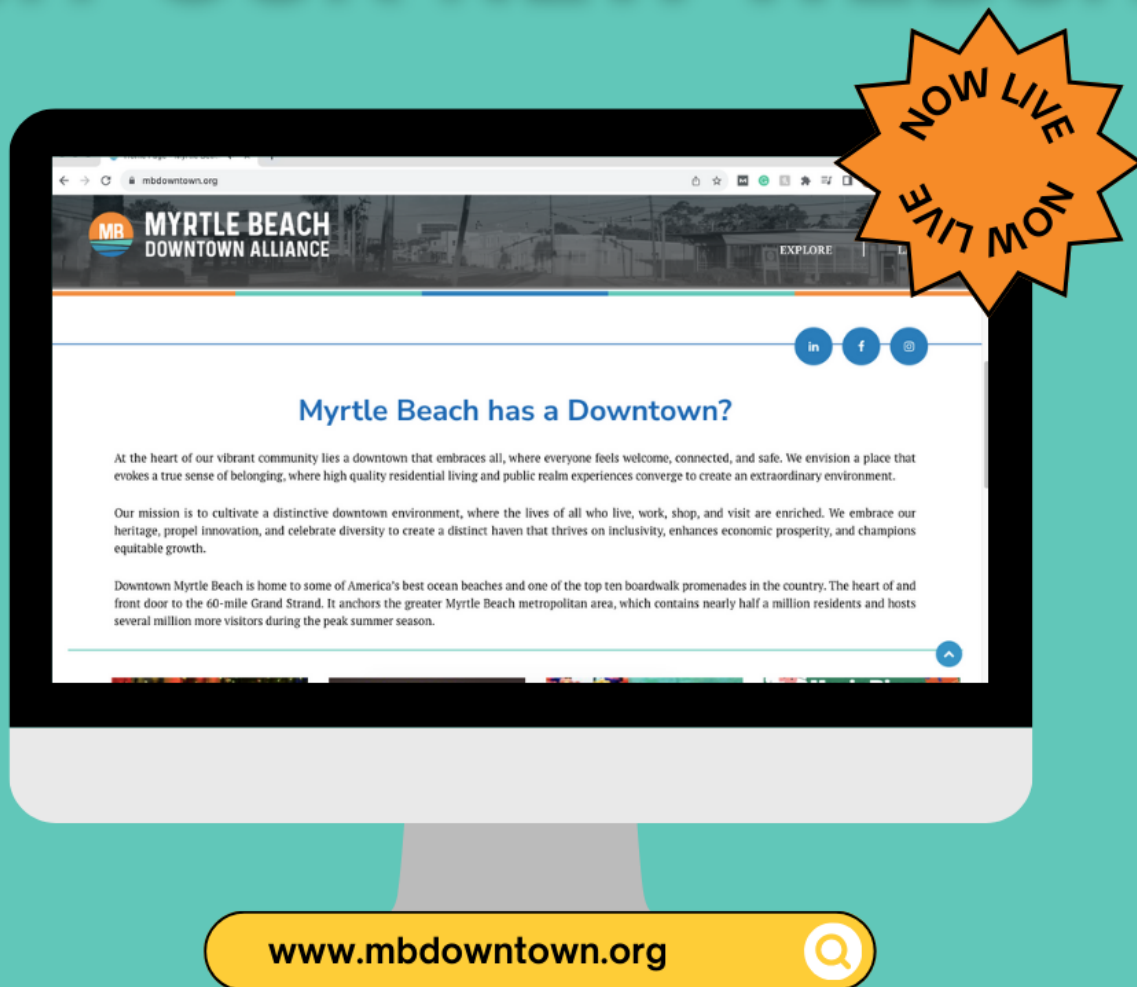 NOW LIVE
NOW LIVE
mbdowntown.org
MB
MYRTLE BEACH
DOWNTOWN ALLIANCE
EXPLORE
in f
Myrtle Beach has a Downtown?
At the heart of our vibrant community lies a downtown that embraces all, where everyone feels welcome, connected, and safe. We envision a place that
evokes a true sense of belonging, where high quality residential living and public realm experiences converge to create an extraordinary environment.
Our mission is to cultivate a distinctive downtown environment, where the lives of all who live, work, shop, and visit are enriched. We embrace our
heritage, propel innovation, and celebrate diversity to create a distinct haven that thrives on inclusivity, enhances economic prosperity, and champions
equitable growth.
Downtown Myrtle Beach is home to some of America's best ocean beaches and one of the top ten boardwalk promenades in the country. The heart of and
front door to the 60-mile Grand Strand. It anchors the greater Myrtle Beach metropolitan area, which contains nearly half a million residents and hosts
several million more visitors during the peak summer season.
www.mbdowntown.org